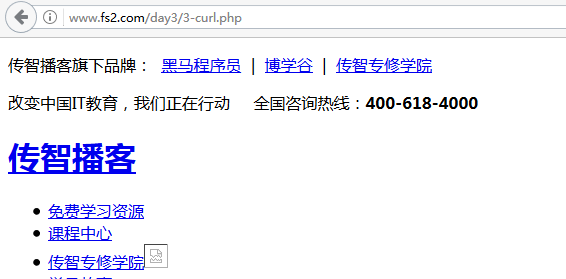 www.fs2.com/day3/3-curl.php
传智播客旗下品牌： 黑马程序员 | 博学谷 | 传智专修学院
改变中国IT教育，我们正在行动 全国咨询热线：400-618-4000
传智播客
免费学习资源
课程中心
传智专修学院